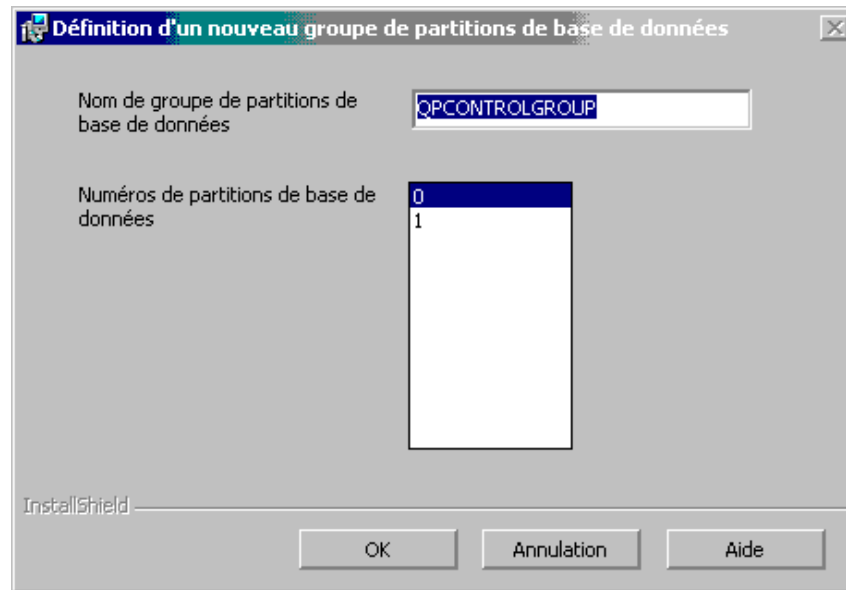 Définition d'un nouveau groupe de partitions de base de données
Nom de groupe de partitions de
base de données
QPCONTROLGROUP
Numéros de partitions de base de
données
0
1
InstallShield
OK
Annulation
Aide